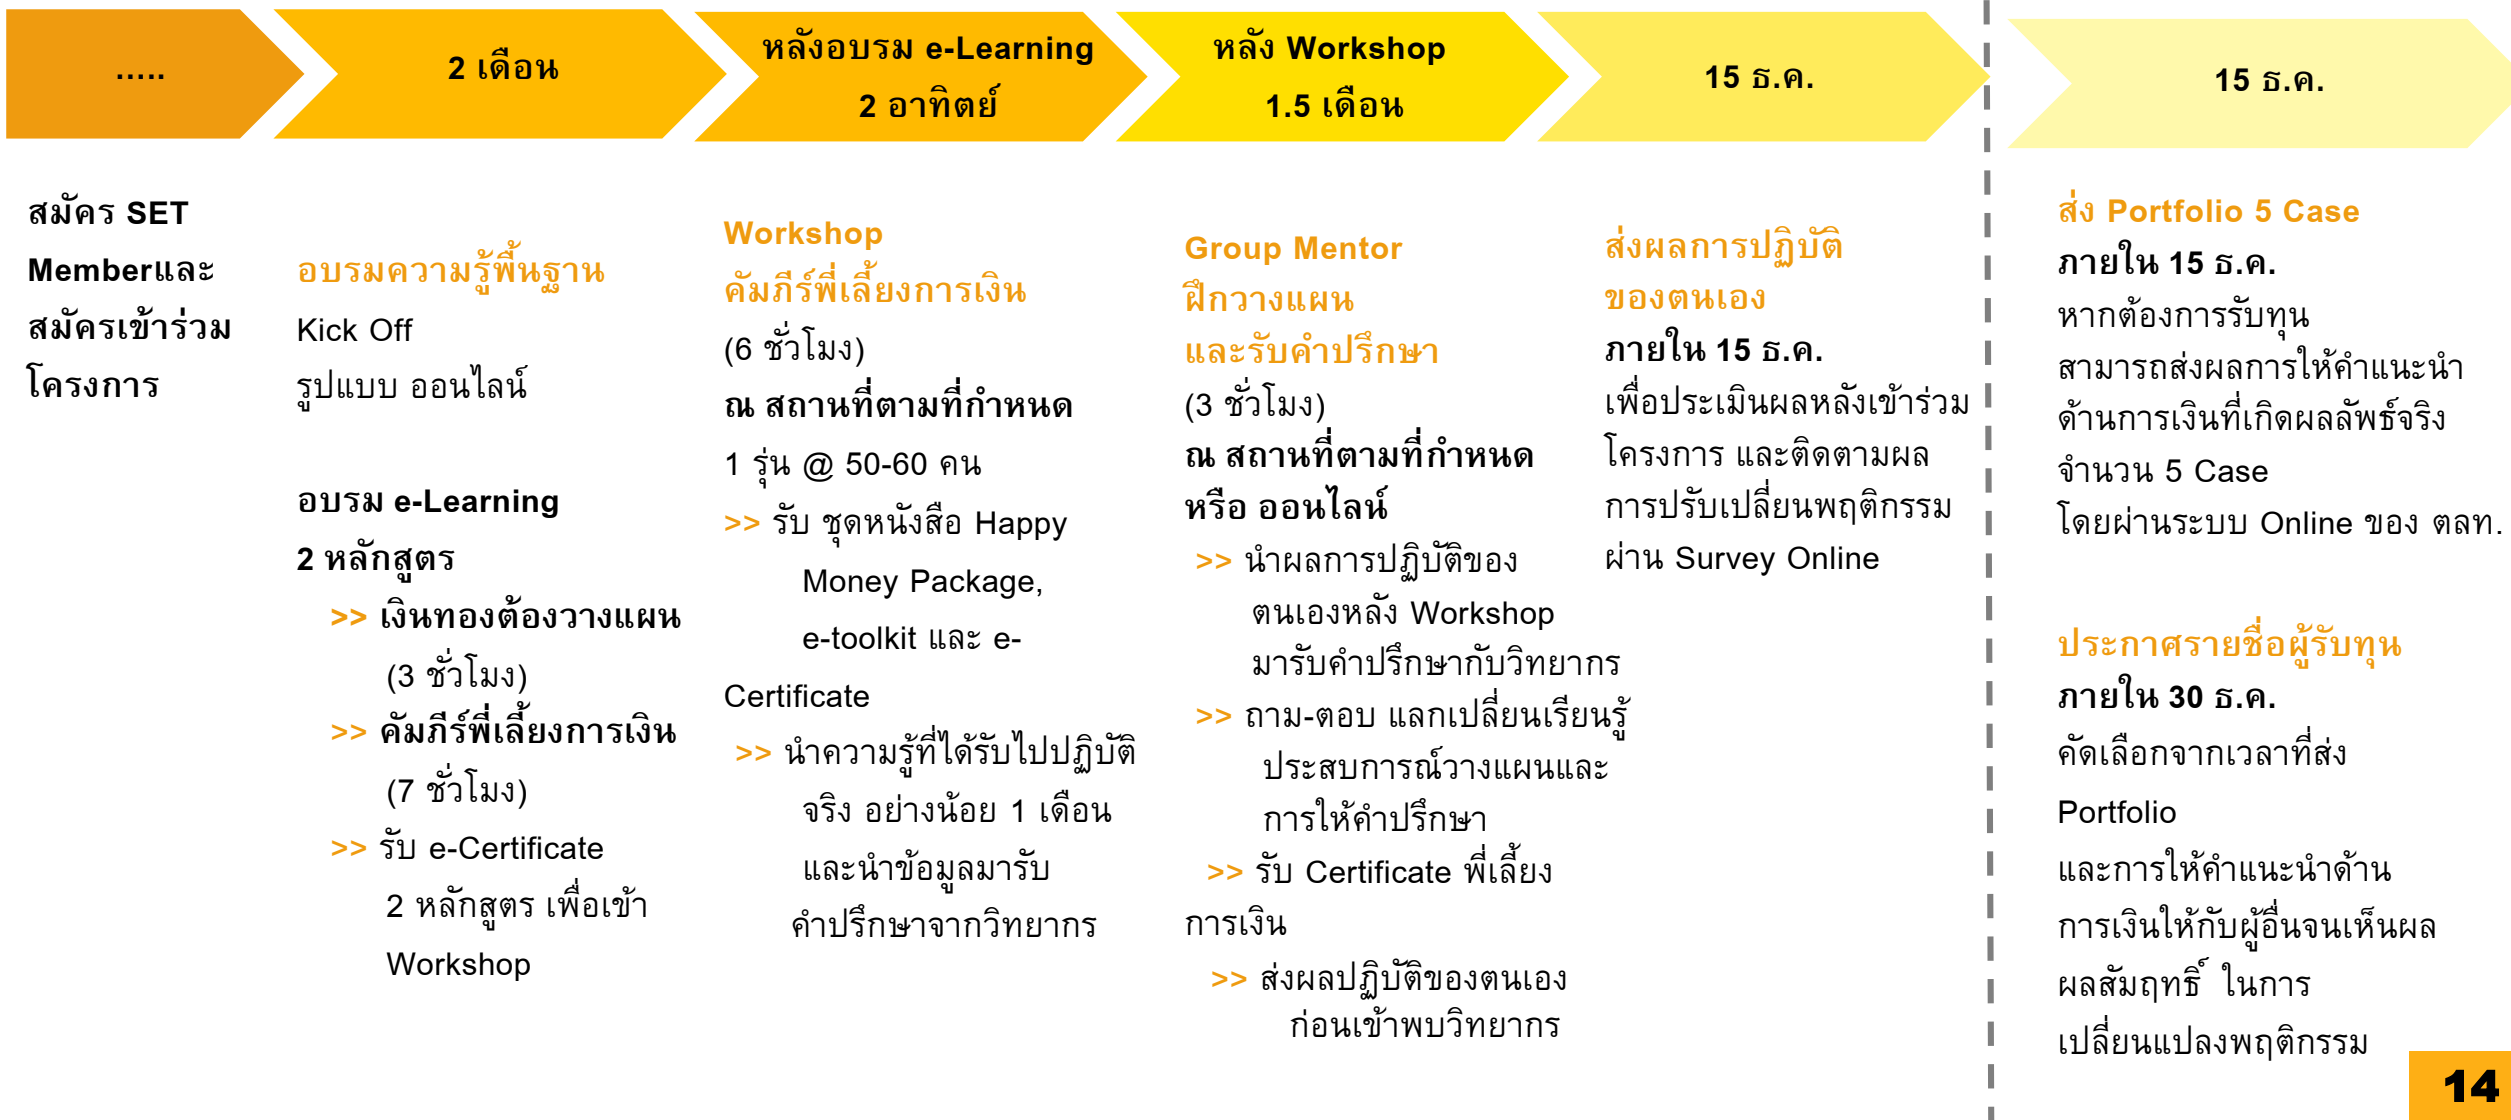 .....
2 เดือน
หลังอบรม e-Learning
2 อาทิตย์
หลัง Workshop
1.5 เดือน
15 ธ.ค.
15 ธ.ค.
สมัคร SET
Memberและ
สมัครเข้าร่วม
โครงการ
อบรมความรู้พื้นฐาน
Kick Off
รูปแบบ ออนไลน์
อบรม e-Learning
2 หลักสูตร
>> เงินทองต้องวางแผน
(3 ชั่วโมง)
>> คัมภีร์พี่เลี้ยงการเงิน
(7 ชั่วโมง)
>> รับ e-Certificate
2 หลักสูตร เพื่อเข้า
Workshop
Workshop
คัมภีร์พี่เลี้ยงการเงิน
(6 ชั่วโมง)
ณ สถานที่ตามที่กำหนด
1 รุ่น @ 50-60 คน
>> รับ ชุดหนังสือ Happy
Money Package,
e-toolkit และ e-
Certificate
>> นำความรู้ที่ได้รับไปปฏิบัติ
จริง อย่างน้อย 1 เดือน
และนำข้อมูลมารับ
คำปรึกษาจากวิทยากร
Group Mentor
ฝึกวางแผน
และรับคำปรึกษา
(3 ชั่วโมง)
ณ สถานที่ตามที่กำหนด
หรือ ออนไลน์
>> นำผลการปฏิบัติของ
ตนเองหลัง Workshop
มารับคำปรึกษากับวิทยากร
>> ถาม-ตอบ แลกเปลี่ยนเรียนรู้
ประสบการณ์วางแผนและ
การให้คำปรึกษา
>> รับ Certificate พี่เลี้ยง
การเงิน
>> ส่งผลปฏิบัติของตนเอง
ก่อนเข้าพบวิทยากร
ส่งผลการปฏิบัติ
ของตนเอง
ภายใน 15 ธ.ค.
เพื่อประเมินผลหลังเข้าร่วม
โครงการ และติดตามผล
การปรับเปลี่ยนพฤติกรรม
ผ่าน Survey Online
ส่ง Portfolio 5 Case
ภายใน 15 ธ.ค.
หากต้องการรับทุน
สามารถส่งผลการให้คำแนะนำ
ด้านการเงินที่เกิดผลลัพธ์จริง
จำนวน 5 Case
โดยผ่านระบบ Online ของ ตลท.
ประกาศรายชื่อผู้รับทุน
ภายใน 30 ธ.ค.
คัดเลือกจากเวลาที่ส่ง
Portfolio
และการให้คำแนะนำด้าน
การเงินให้กับผู้อื่นจนเห็นผล
ผลสัมฤทธิ์ ในการ
เปลี่ยนแปลงพฤติกรรม
14